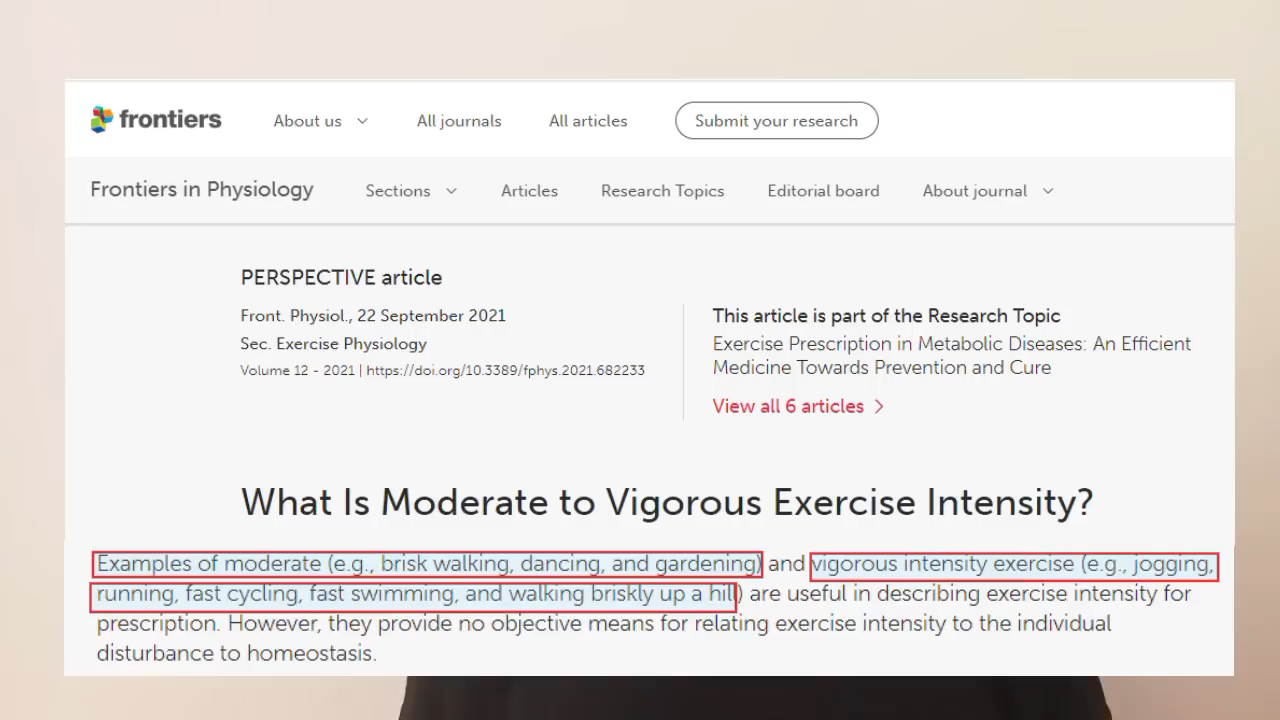 frontiers About us All journals All articles Submit your research
Frontiers in Physiology Sections Articles Research Topics Editorial board About journal
PERSPECTIVE article
Front. Physiol., 22 September 2021
Sec. Exercise Physiology
Volume 12 - 2021 | https://doi.org/10.3389/fphys.2021.682233
This article is part of the Research Topic
Exercise Prescription in Metabolic Diseases: An Efficient
Medicine Towards Prevention and Cure
View all 6 articles
What Is Moderate to Vigorous Exercise Intensity?
Examples of moderate (e.g., brisk walking, dancing, and gardening) and vigorous intensity exercise (e.g., jogging,
running, fast cycling, fast swimming, and walking briskly up a hill) are useful in describing exercise intensity for
prescription. However, they provide no objective means for relating exercise intensity to the individual
disturbance to homeostasis.